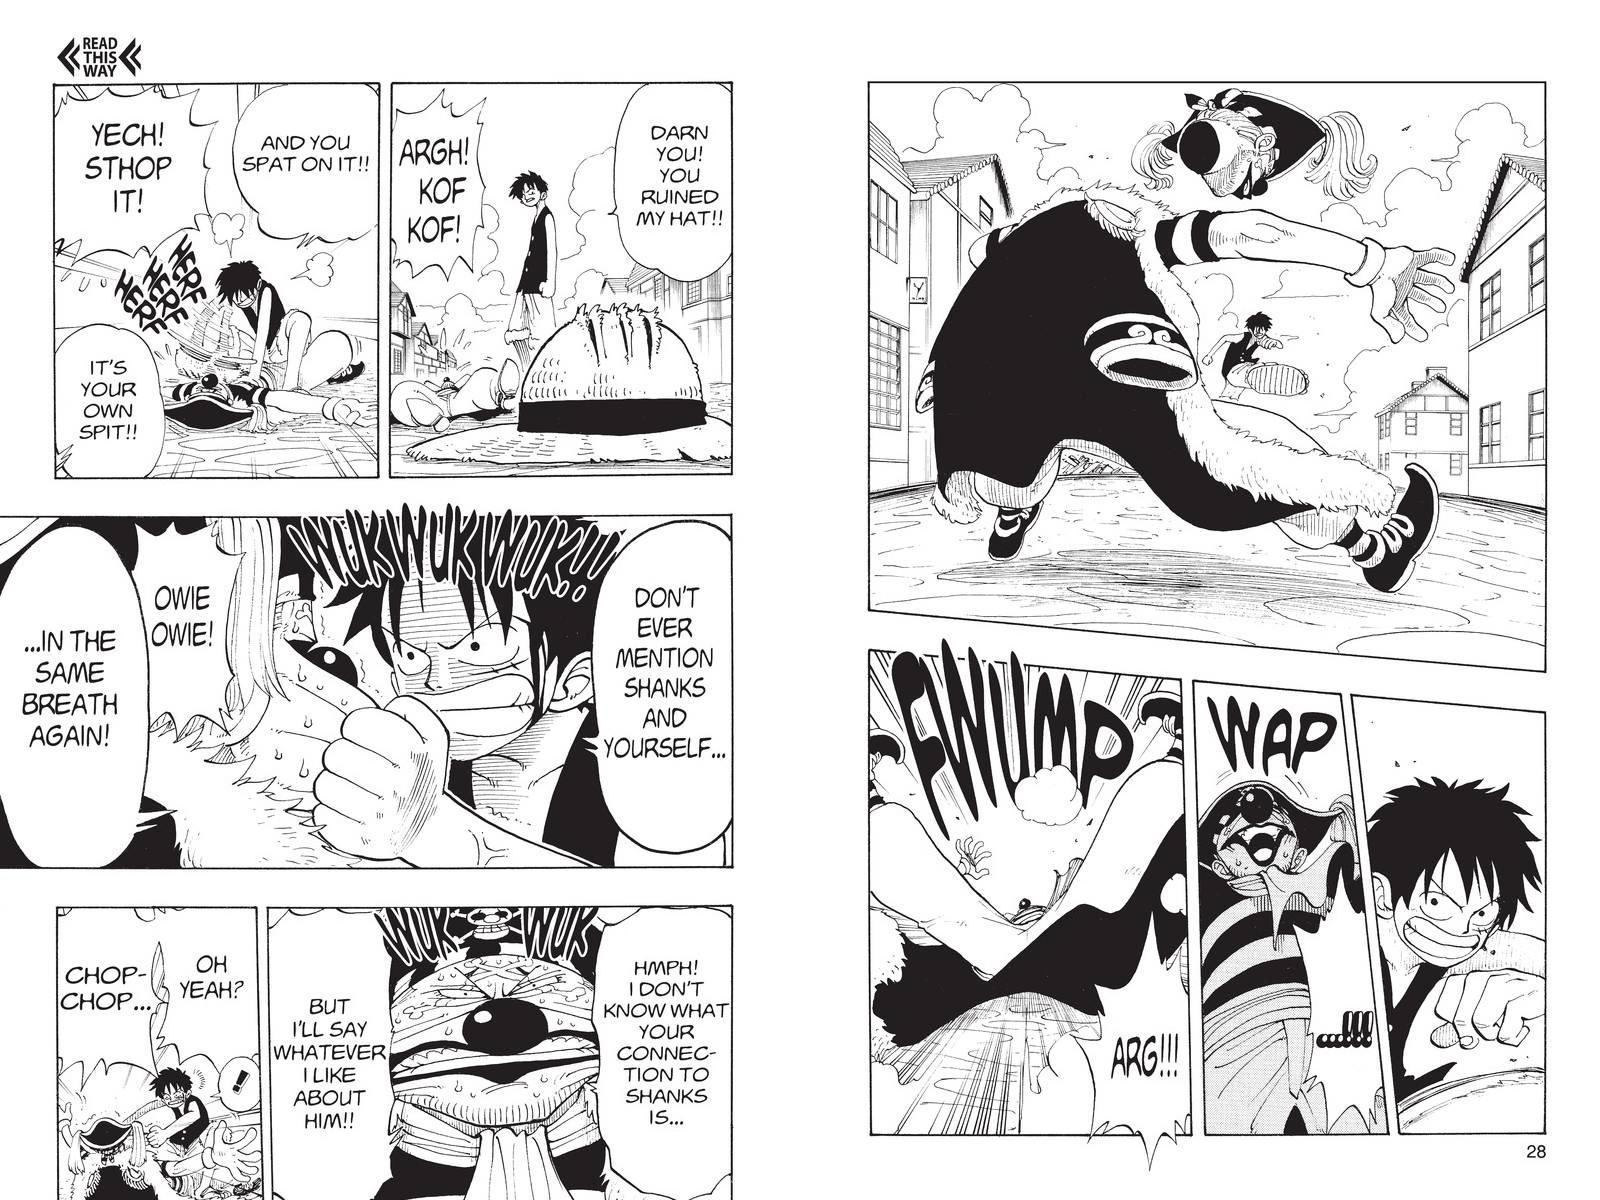 READ
THIS
WAY
WAP
FWUMP
ARG!!!
28
DARN
YOU!
YOU
RUINED
MY HAT!!
ARGH!
KOF
KOF!
AND YOU
SPAT ON IT!!
YECH!
STHOP
IT!
HERF
HERF
HERF
IT'S
YOUR
OWN
SPIT!!
WUK WUK WUK!!
DON'T
EVER
MENTION
SHANKS
AND
YOURSELF...
OWIE
OWIE!
...IN THE
SAME
BREATH
AGAIN!
WUK WUK
HMPH!
I DON'T
KNOW WHAT
YOUR
CONNEC-
TION TO
SHANKS
IS...
BUT
I'LL SAY
WHATEVER
I LIKE
ABOUT
HIM!!
OH
YEAH?
CHOP-
CHOP...
!